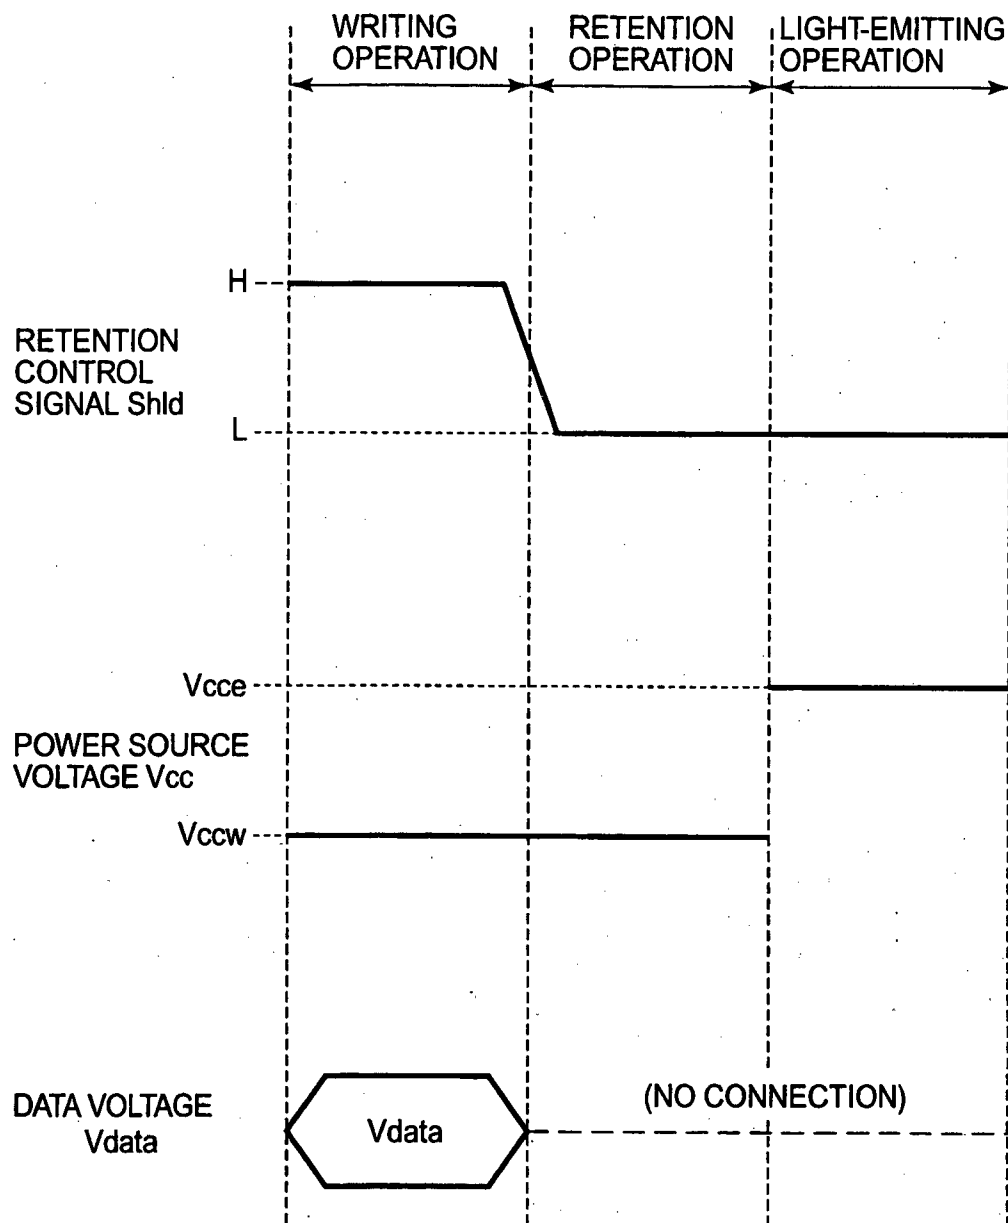 WRITING
OPERATION
RETENTION
OPERATION
LIGHT-EMITTING
OPERATION
H
RETENTION
CONTROL
SIGNAL Shld
L
Vcce
POWER SOURCE
VOLTAGE Vcc
Vccw
DATA VOLTAGE
Vdata
Vdata
(NO CONNECTION)